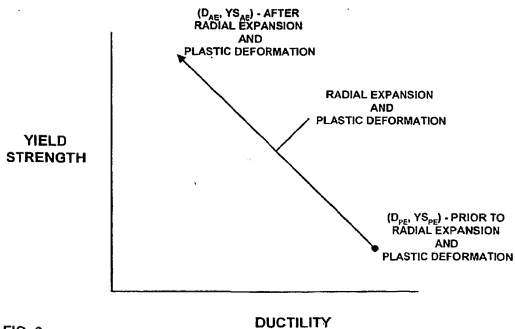 (D_AE, YS_AE) - AFTER
RADIAL EXPANSION
AND
PLASTIC DEFORMATION
RADIAL EXPANSION
AND
PLASTIC DEFORMATION
YIELD
STRENGTH
(D_PE, YS_PE) - PRIOR TO
RADIAL EXPANSION
AND
PLASTIC DEFORMATION
DUCTILITY